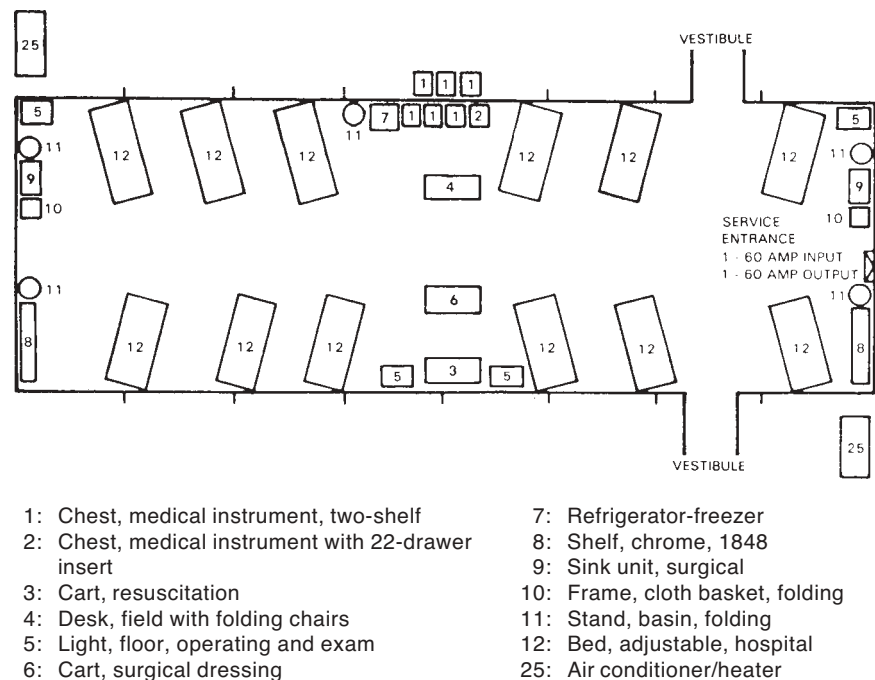 25
VESTIBULE
1 1 1
5 11 7 1 1 1 2 5
11 12 12 12 12 12 12 11
9 4 9
10 10
SERVICE
ENTRANCE
1 - 60 AMP INPUT
1 - 60 AMP OUTPUT
11 6 11
8 12 12 12 12 12 12 8
5 3 5
25
VESTIBULE
1: Chest, medical instrument, two-shelf
2: Chest, medical instrument with 22-drawer
insert
3: Cart, resuscitation
4: Desk, field with folding chairs
5: Light, floor, operating and exam
6: Cart, surgical dressing
7: Refrigerator-freezer
8: Shelf, chrome, 1848
9: Sink unit, surgical
10: Frame, cloth basket, folding
11: Stand, basin, folding
12: Bed, adjustable, hospital
25: Air conditioner/heater